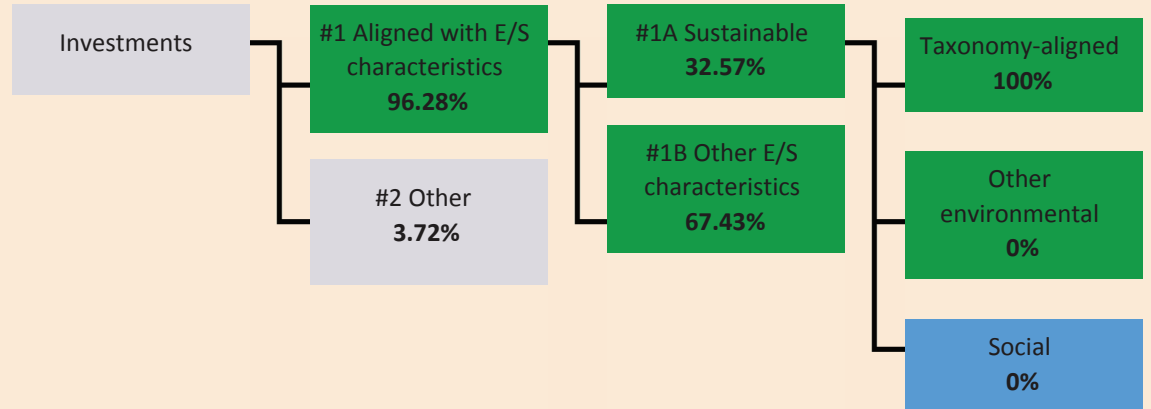 Investments
#1 Aligned with E/S
characteristics
96.28%
#2 Other
3.72%
#1A Sustainable
32.57%
#1B Other E/S
characteristics
67.43%
Taxonomy-aligned
100%
Other
environmental
0%
Social
0%